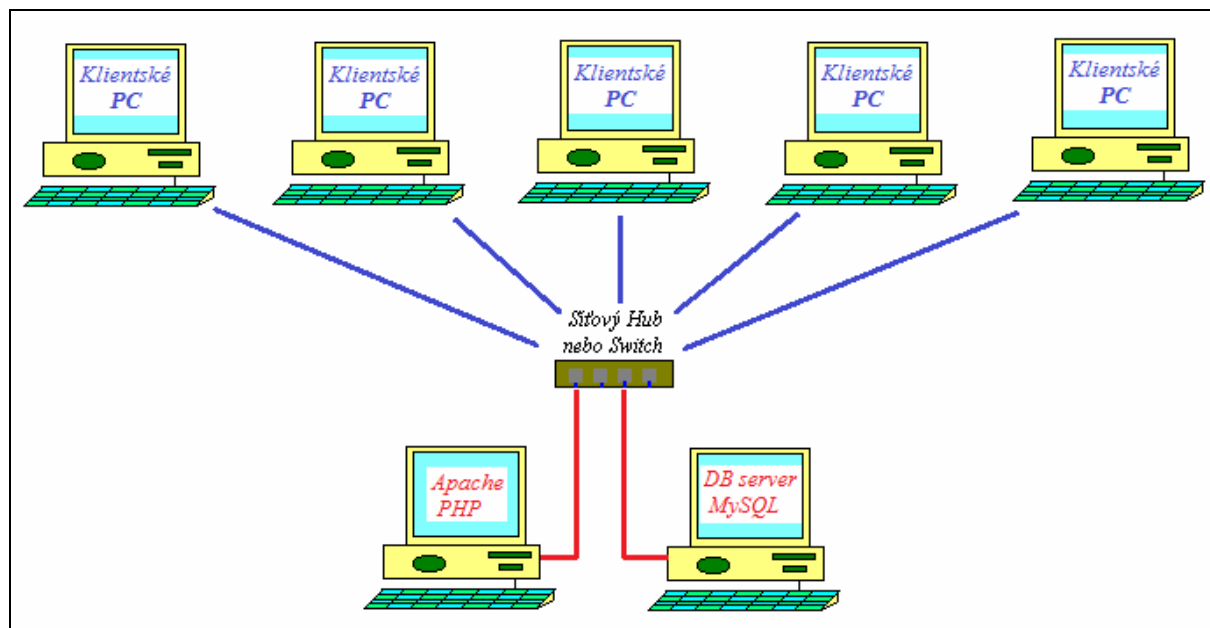 Klientské
PC
Klientské
PC
Klientské
PC
Klientské
PC
Klientské
PC
Síťový Hub
nebo Switch
Apache
PHP
DB server
MySQL